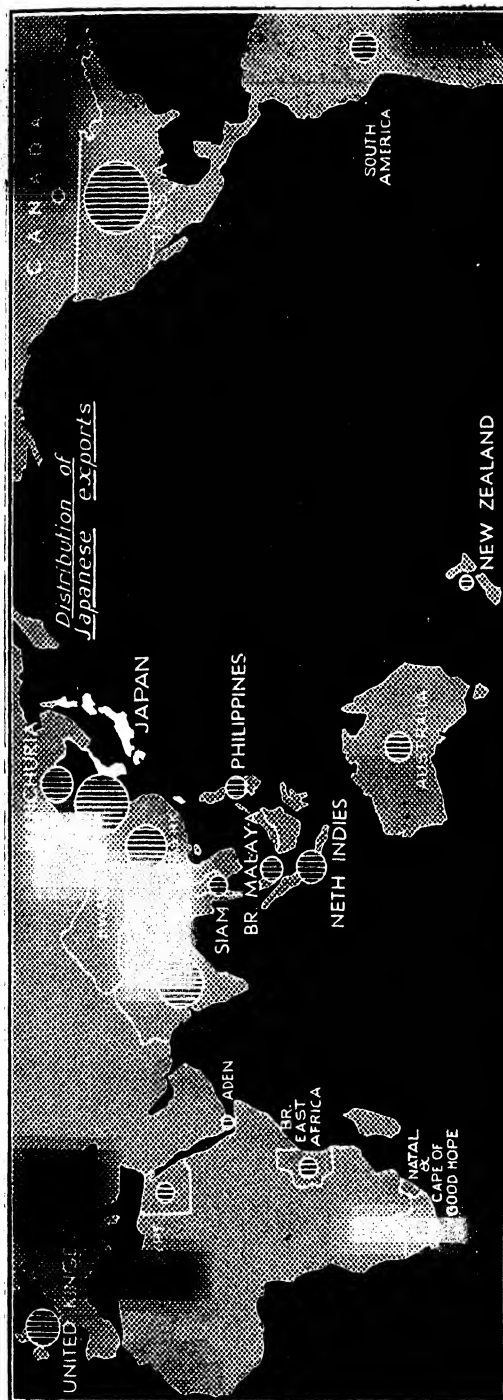 Distribution of
Japanese exports
CANADA
SOUTH
AMERICA
JAPAN
PHILIPPINES
SIAM
BR. MALAYA
NETH INDIES
NEW ZEALAND
ADEN
BR.
EAST
AFRICA
NATAL
&
CAPE OF
GOOD HOPE
UNITED